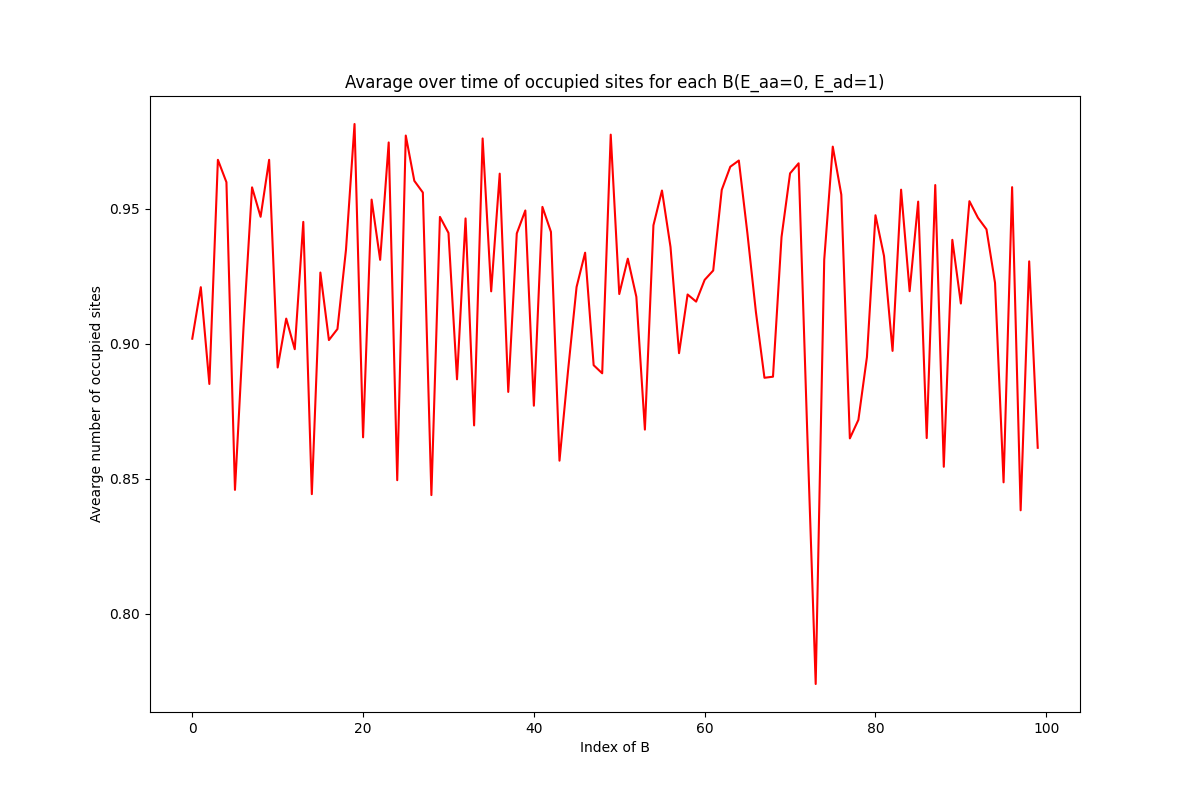 Avarage over time of occupied sites for each B(E_aa=0, E_ad=1)
Avearge number of occupied sites
0.95
0.90
0.85
0.80
0 20 40 60 80 100
Index of B